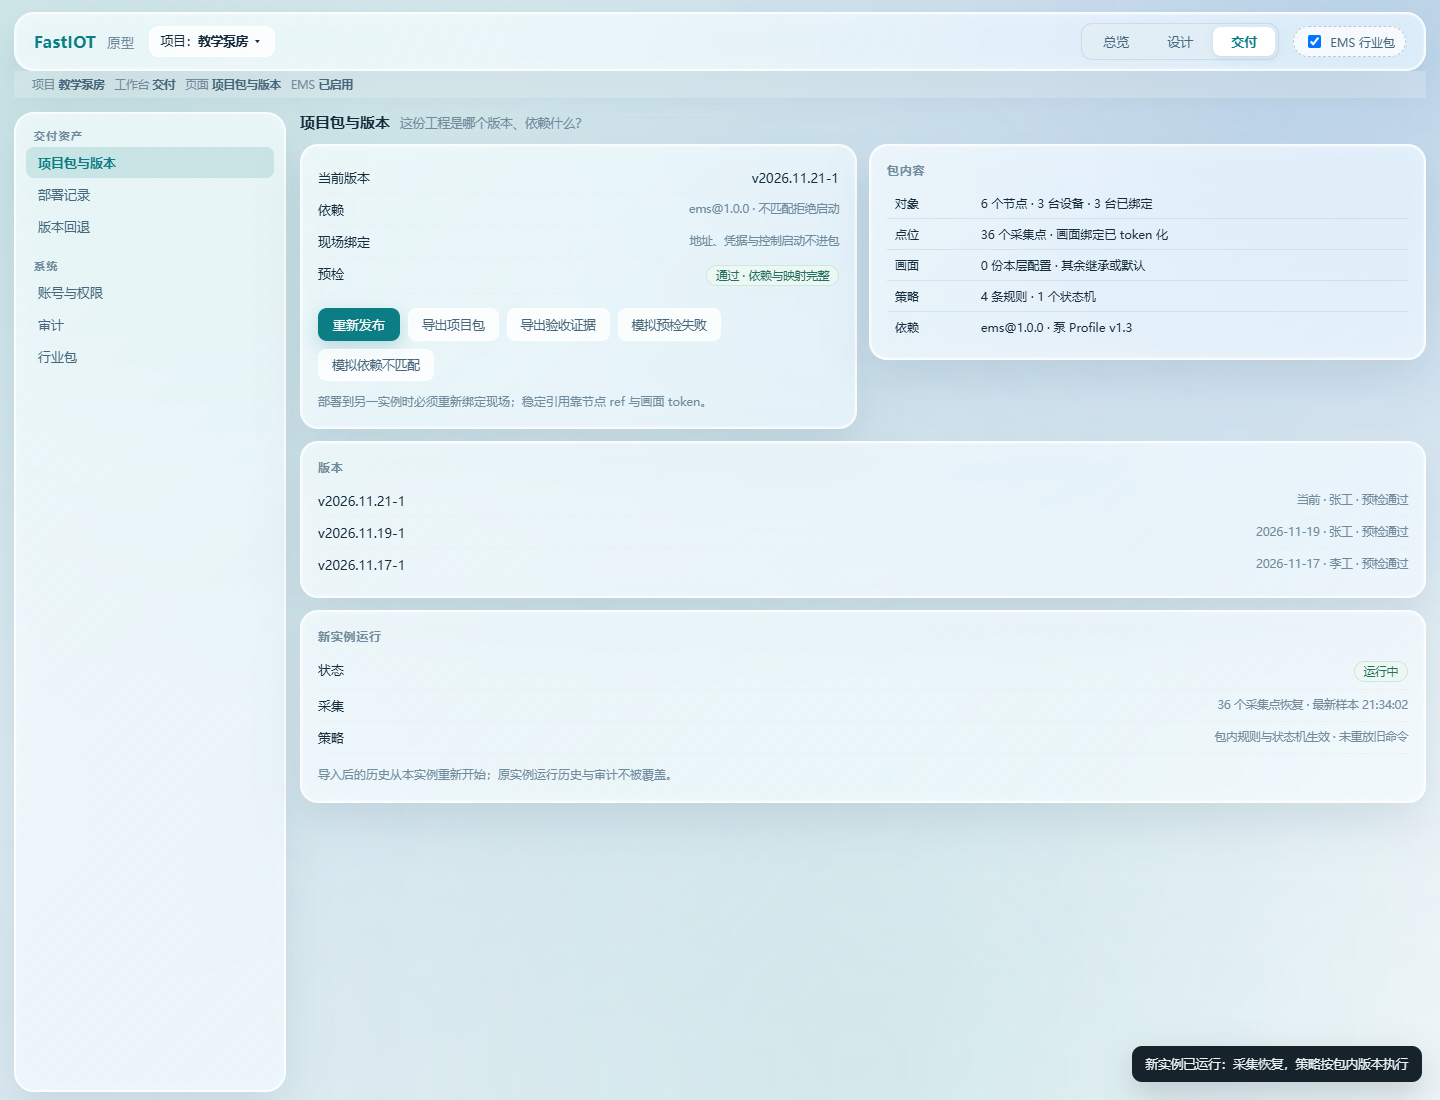 FastIOT 原型 项目：教学泵房 总览 设计 交付 EMS 行业包
项目 教学泵房 工作台 交付 页面 项目包与版本 EMS 已启用
交付资产
项目包与版本
部署记录
版本回退
系统
账号与权限
审计
行业包
项目包与版本 这份工程是哪个版本、依赖什么？
当前版本 v2026.11.21-1
依赖 ems@1.0.0 · 不匹配拒绝启动
现场绑定 地址、凭据与控制启动不进包
预检 通过 · 依赖与映射完整
重新发布 导出项目包 导出验收证据 模拟预检失败
模拟依赖不匹配
部署到另一实例时必须重新绑定现场；稳定引用靠节点 ref 与画面 token。
包内容
对象 6 个节点 · 3 台设备 · 3 台已绑定
点位 36 个采集点 · 画面绑定已 token 化
画面 0 份本层配置 · 其余继承或默认
策略 4 条规则 · 1 个状态机
依赖 ems@1.0.0 · 泵 Profile v1.3
版本
v2026.11.21-1 当前 · 张工 · 预检通过
v2026.11.19-1 2026-11-19 · 张工 · 预检通过
v2026.11.17-1 2026-11-17 · 李工 · 预检通过
新实例运行
状态 运行中
采集 36 个采集点恢复 · 最新样本 21:34:02
策略 包内规则与状态机生效 · 未重放旧命令
导入后的历史从本实例重新开始；原实例运行历史与审计不被覆盖。
新实例已运行：采集恢复，策略按包内版本执行